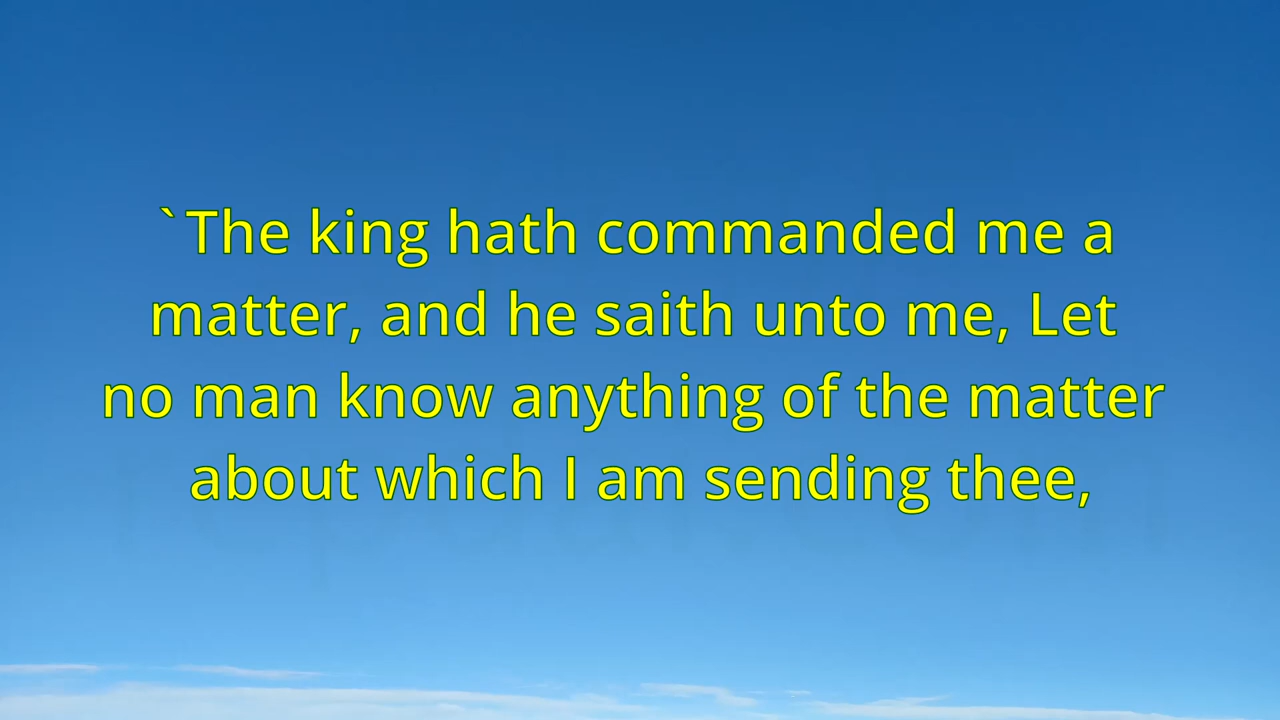 `The king hath commanded me a
matter, and he saith unto me, Let
no man know anything of the matter
about which I am sending thee,